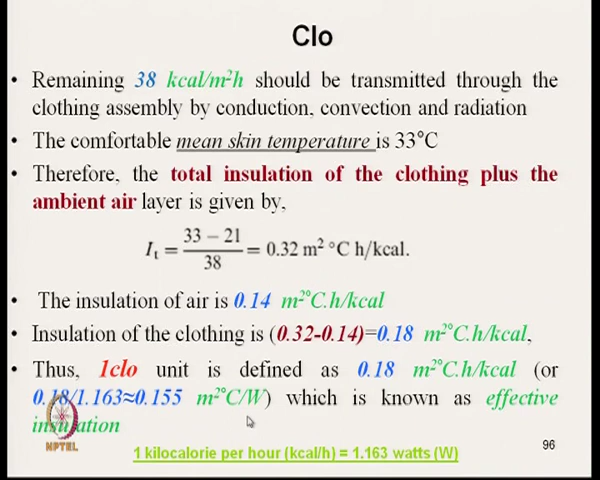 Clo
• Remaining 38 kcal/m²h should be transmitted through the
clothing assembly by conduction, convection and radiation
• The comfortable mean skin temperature is 33°C
• Therefore, the total insulation of the clothing plus the
ambient air layer is given by,
I_t = (33 − 21)/38 = 0.32 m² °C h/kcal.
• The insulation of air is 0.14 m²°C.h/kcal
• Insulation of the clothing is (0.32-0.14)=0.18 m²°C.h/kcal,
• Thus, 1clo unit is defined as 0.18 m²°C.h/kcal (or
0.18/1.163≈0.155 m²°C/W) which is known as effective
insulation
NPTEL
96
1 kilocalorie per hour (kcal/h) = 1.163 watts (W)